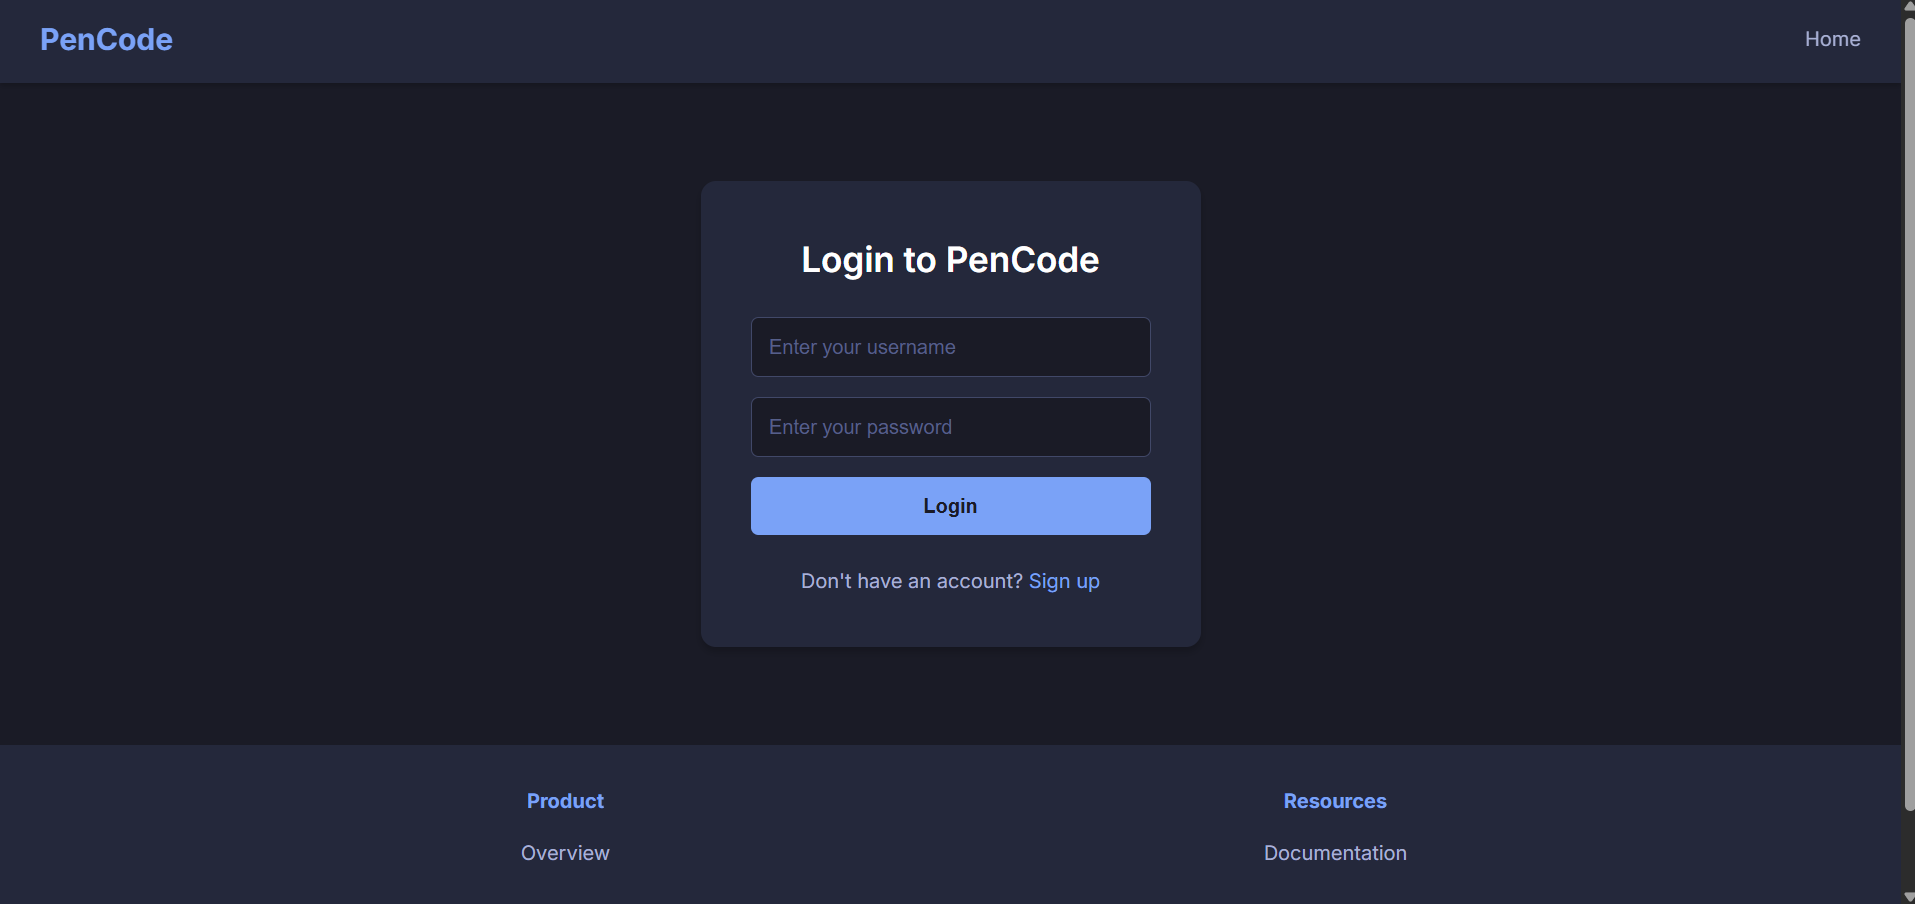 PenCode
Home
Login to PenCode
Enter your username
Enter your password
Login
Don't have an account? Sign up
Product
Resources
Overview
Documentation